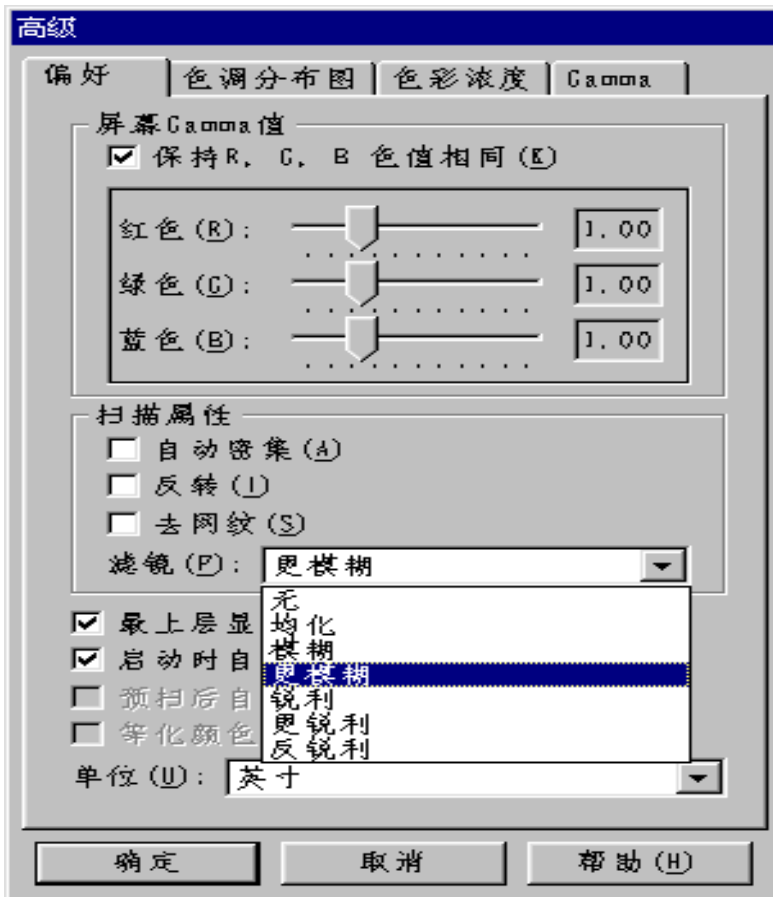 高级
偏好 色调分布图 色彩浓度 Gamma
屏幕Gamma值
保持R, G, B 色值相同(K)
红色(R): 1.00
绿色(G): 1.00
蓝色(B): 1.00
扫描属性
自动密集(A)
反转(I)
去网纹(S)
滤镜(F): 更模糊
无
最上层显
均化
模糊
启动时自
更模糊
预扫后自
锐利
更锐利
等化颜色
反锐利
单位(U): 英寸
确定 取消 帮助(H)